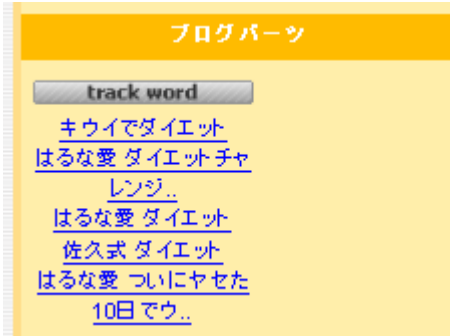 ブログパーツ
track word
キウイでダイエット
はるな愛 ダイエットチャ
レンジ..
はるな愛 ダイエット
佐久式 ダイエット
はるな愛 ついにヤセた
10日でウ..